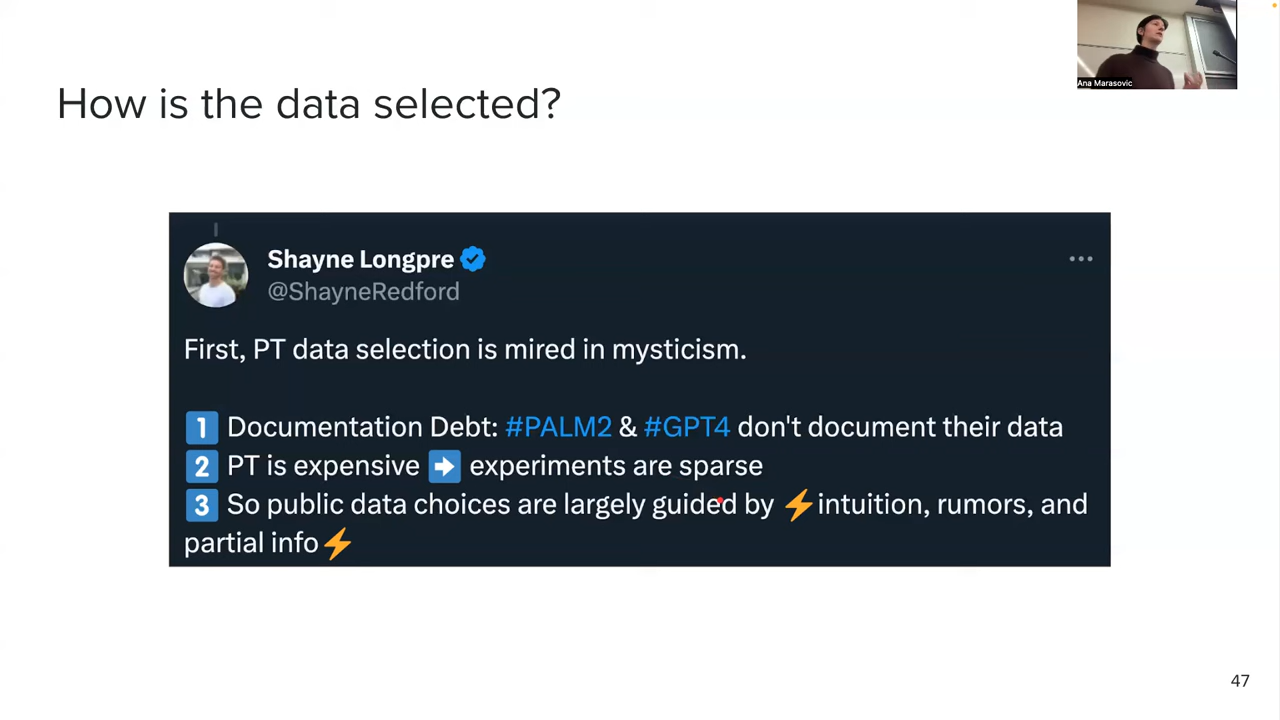 Ana Marasovic
How is the data selected?
Shayne Longpre
@ShayneRedford
First, PT data selection is mired in mysticism.
1️⃣ Documentation Debt: #PALM2 & #GPT4 don't document their data
2️⃣ PT is expensive ➡️ experiments are sparse
3️⃣ So public data choices are largely guided by ⚡intuition, rumors, and
partial info⚡
47